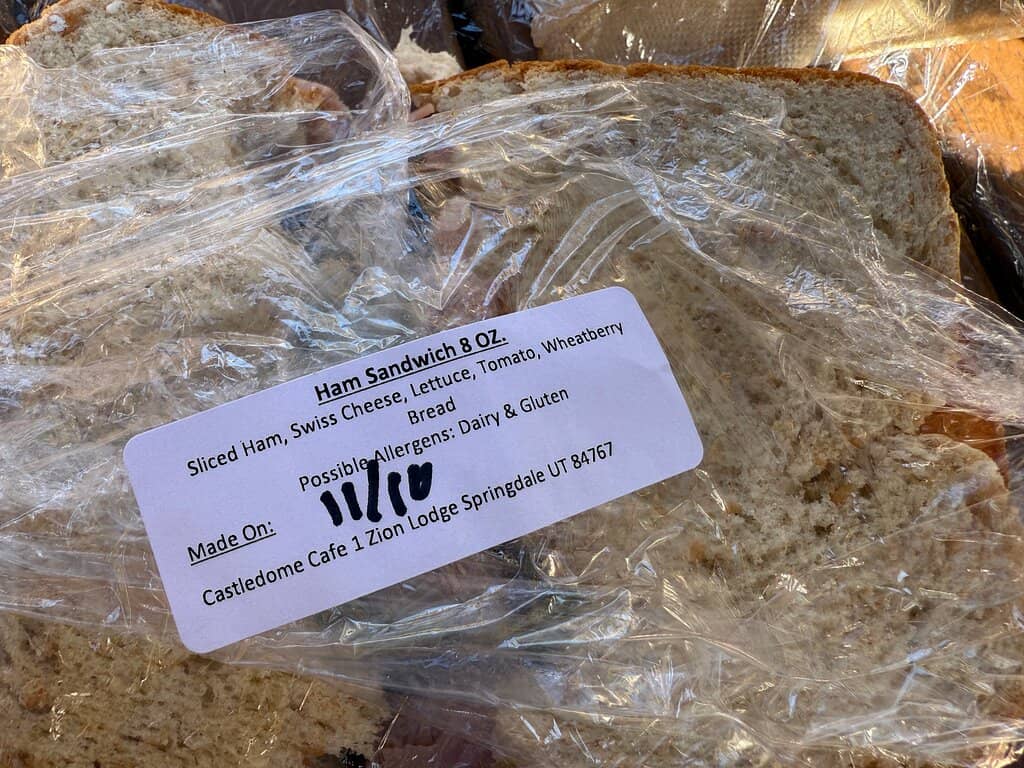 Ham Sandwich 8 OZ.
Sliced Ham, Swiss Cheese, Lettuce, Tomato, Wheatberry
Bread
Possible Allergens: Dairy & Gluten
Made On: 11/10
Castledome Cafe 1 Zion Lodge Springdale UT 84767